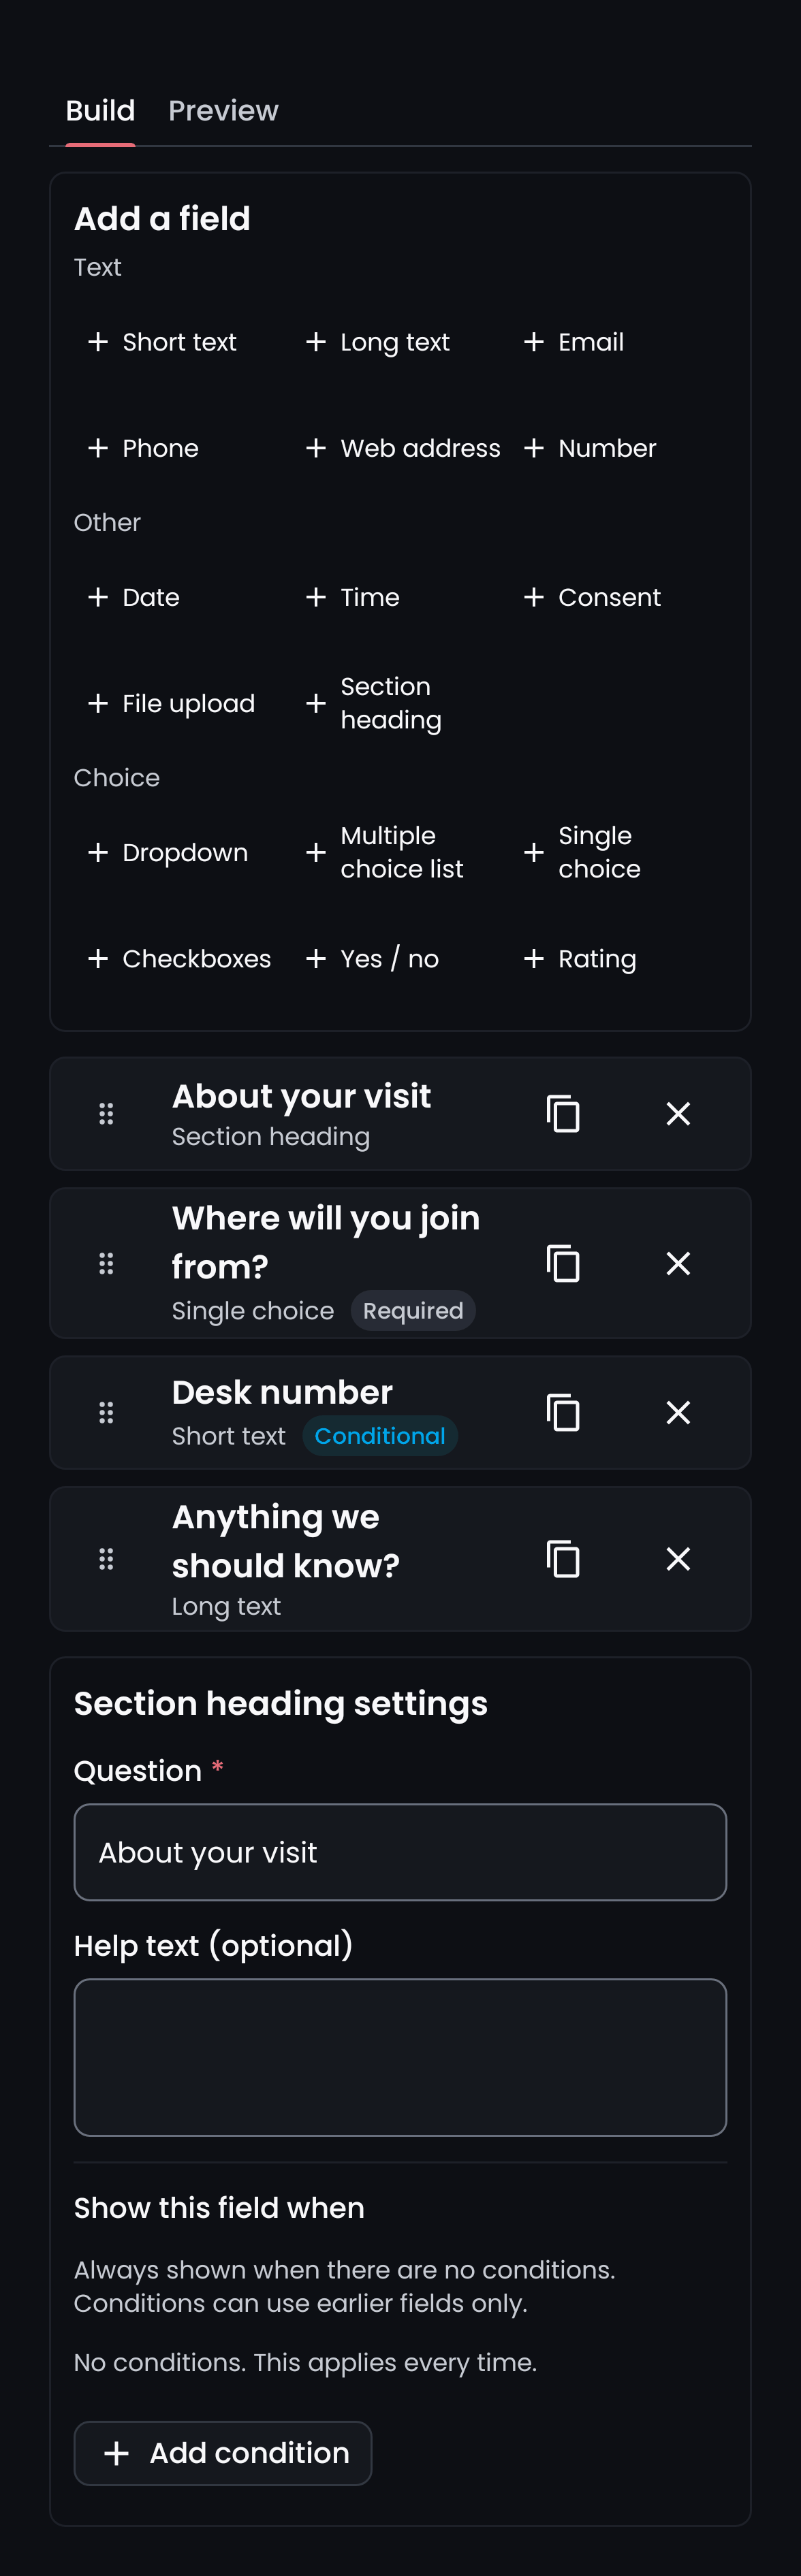 Build Preview
Add a field
Text
Short text Long text Email
Phone Web address Number
Other
Date Time Consent
File upload Section
heading
Choice
Dropdown Multiple
choice list Single
choice
Checkboxes Yes / no Rating
About your visit
Section heading
Where will you join
from?
Single choice Required
Desk number
Short text Conditional
Anything we
should know?
Long text
Section heading settings
Question *
About your visit
Help text (optional)
Show this field when
Always shown when there are no conditions.
Conditions can use earlier fields only.
No conditions. This applies every time.
Add condition